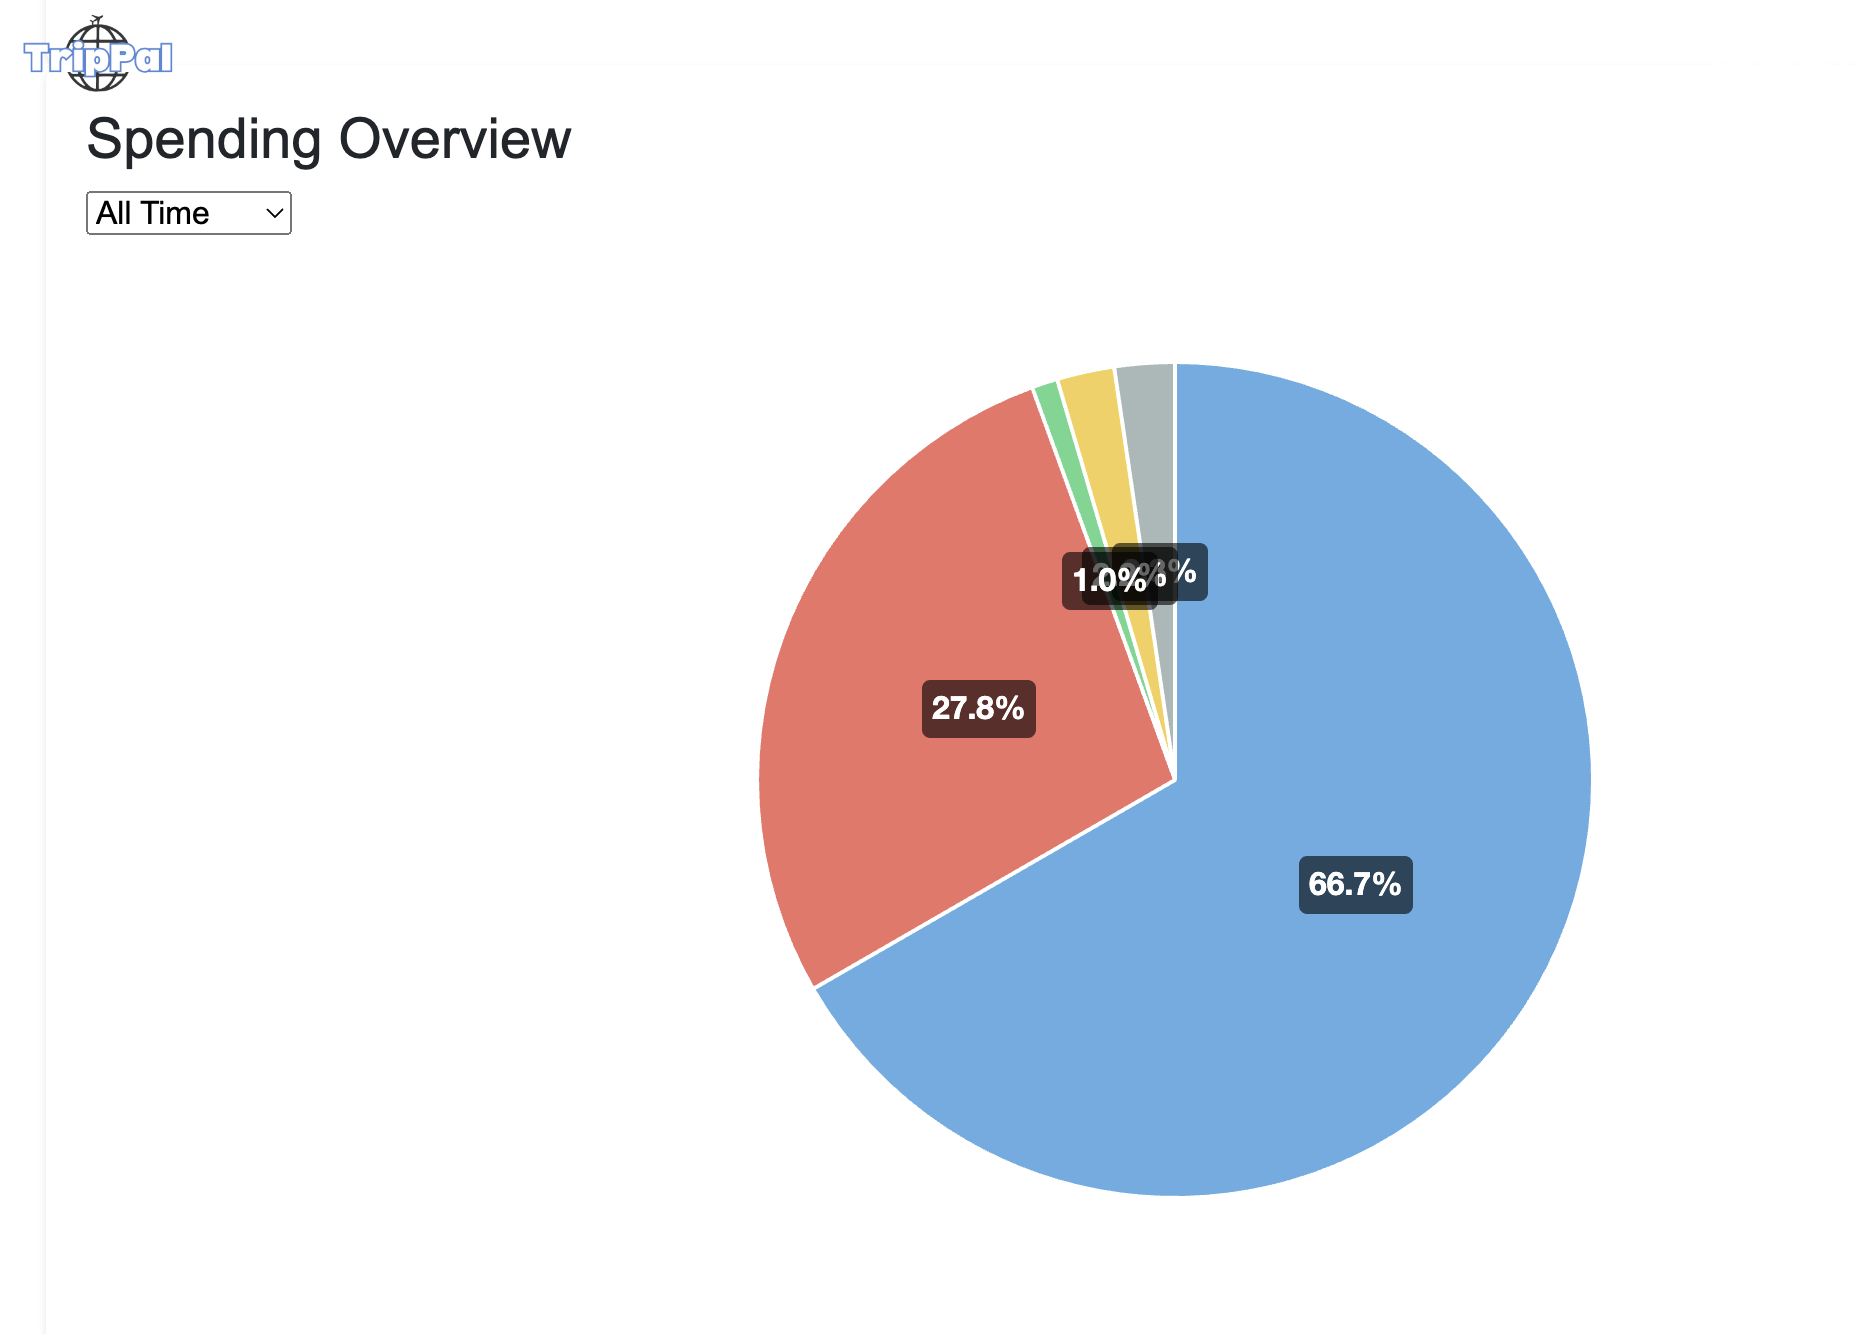 TripPal
Spending Overview
All Time
1.0%
27.8%
66.7%